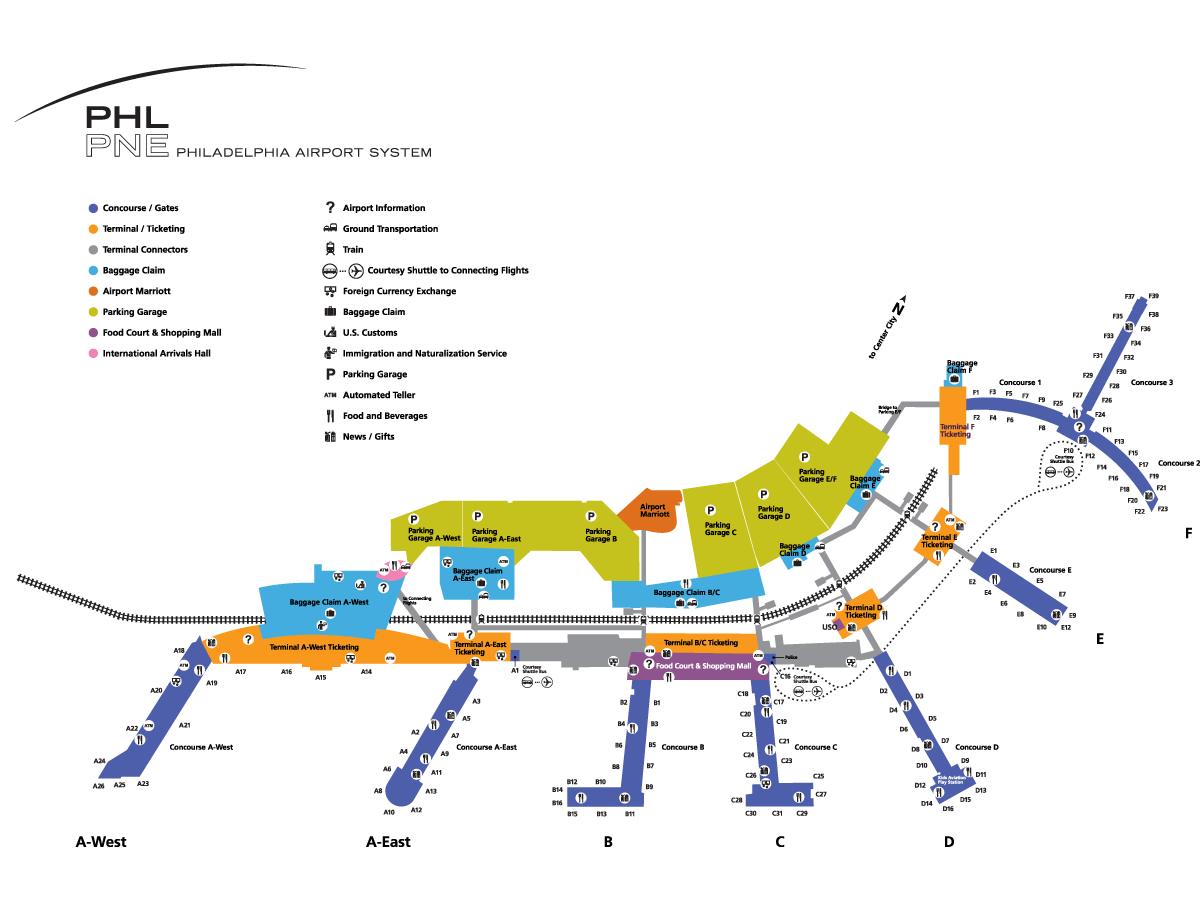 PHL
PNE PHILADELPHIA AIRPORT SYSTEM
Concourse / Gates
Terminal / Ticketing
Terminal Connectors
Baggage Claim
Airport Marriott
Parking Garage
Food Court & Shopping Mall
International Arrivals Hall
? Airport Information
Ground Transportation
Train
Courtesy Shuttle to Connecting Flights
Foreign Currency Exchange
Baggage Claim
U.S. Customs
Immigration and Naturalization Service
P Parking Garage
ATM Automated Teller
Food and Beverages
News / Gifts
N
to Center City
F37 F39
F35 F38
F36
F33
F34
F31
F32
F29
F30
F28
F27
F26
F24
Concourse 3
Baggage
Claim F
Concourse 1
F1 F3 F5 F7 F9 F25
F2 F4 F6 F8
Terminal F
Ticketing
Bridge to
Parking E/F
?
F10
Courtesy
Shuttle Bus
F11
F12
F13
F14
F15
F16
F17
F18
F19
F20
F21
F22
F23
Concourse 2
F
P
Parking
Garage E/F
Baggage
Claim E
P
Parking
Garage D
P
Parking
Garage C
Airport
Marriott
P
Parking
Garage B
P
Parking
Garage A-East
P
Parking
Garage A-West
Baggage
Claim D
? ATM
Terminal E
Ticketing
E1
E2
E3
E4
E5
E6
E7
E8
E9
E10
E12
Concourse E
E
ATM
?
Baggage Claim A-West
to Connecting
Flights
ATM
Baggage Claim
A-East
Baggage Claim B/C
?
ATM
Terminal D
Ticketing
USO
?
Terminal A-West Ticketing
ATM
ATM ?
Terminal A-East
Ticketing
A1
Courtesy
Shuttle Bus
Terminal B/C Ticketing
ATM
?
Food Court & Shopping Mall
ATM
?
Police
C16
Courtesy
Shuttle Bus
A18
ATM
A19
A17
A16
A15
A14
A20
A21
A22
ATM
A23
A24
A25
A26
Concourse A-West
A3
A5
A2
A7
A4
A9
A6
A11
A8
A13
A10
A12
Concourse A-East
B2
B1
B4
B3
B6
B5
B8
B7
B9
B12
B10
B14
B16
B15
B13
B11
Concourse B
C18
C17
C20
C19
C22
C21
C24
C23
C26
C25
C27
C28
C30
C31
C29
Concourse C
D1
D2
D3
D4
D5
D6
D7
D8
D10
D9
D11
Kids Aviation
Play Station
D12
D13
D14
D15
D16
Concourse D
A-West
A-East
B
C
D